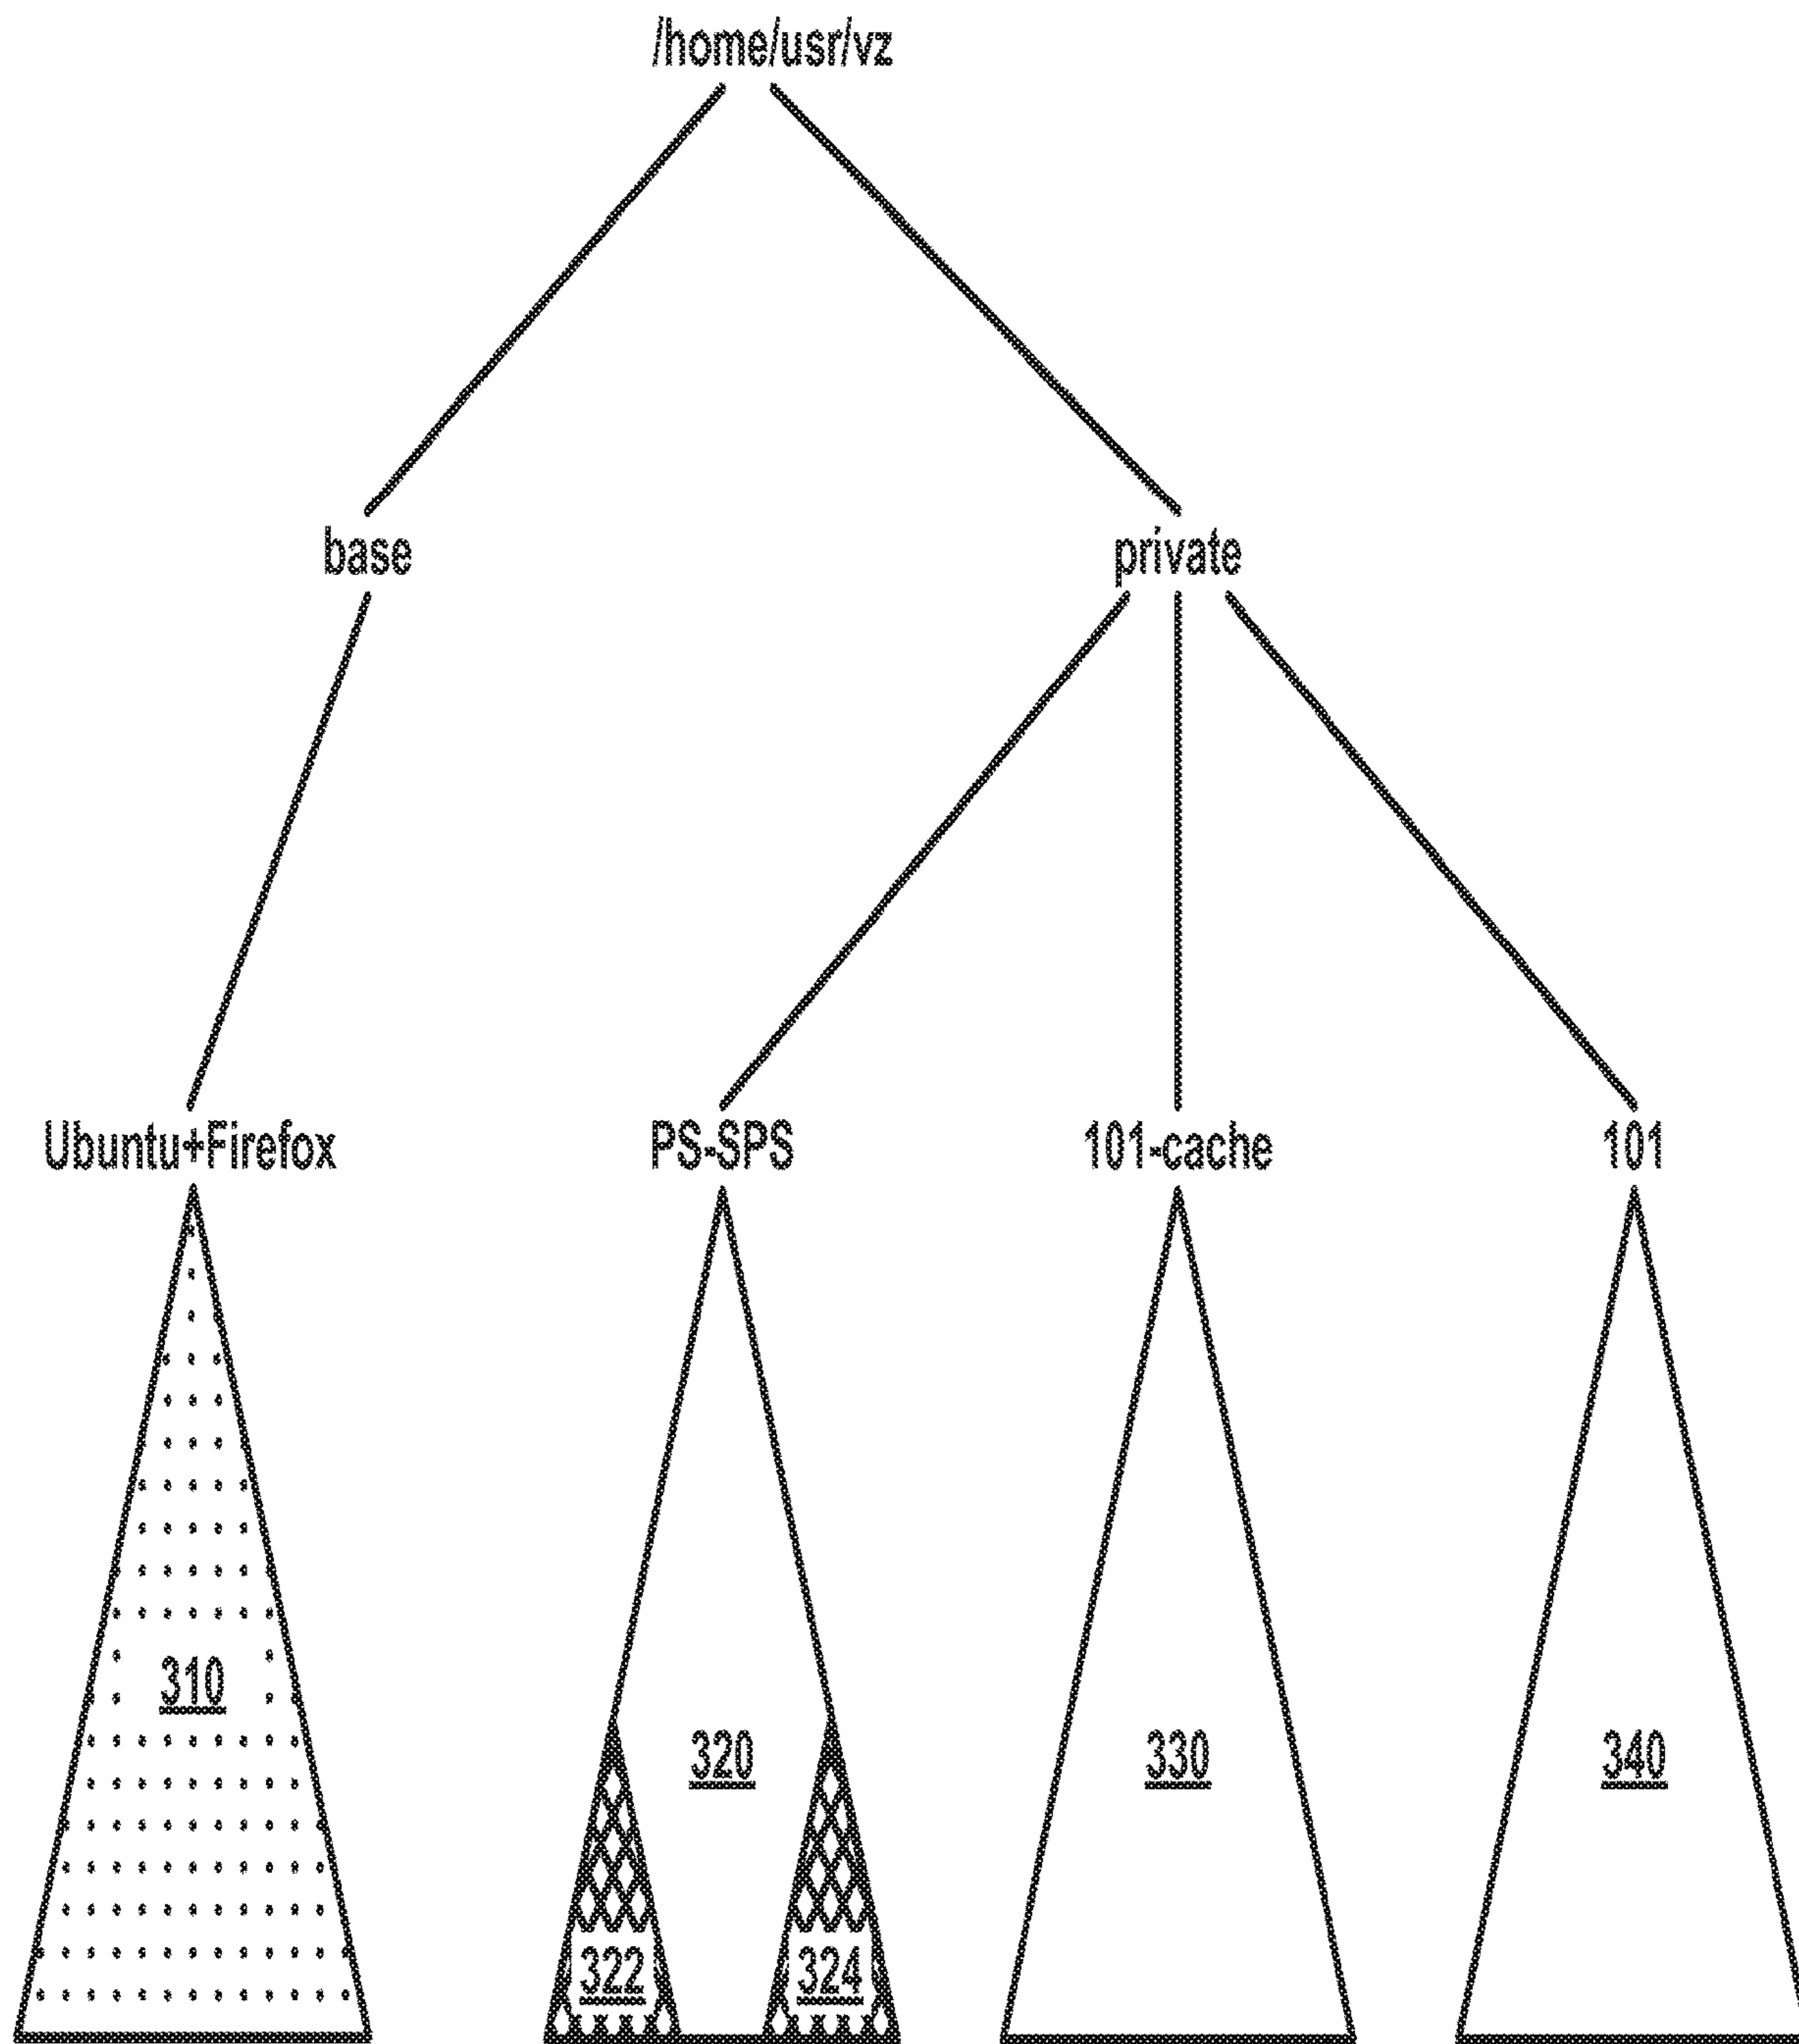 /home/usr/vz
base
private
Ubuntu+Firefox
PS-SPS
101-cache
101
310
320
330
340
322
324